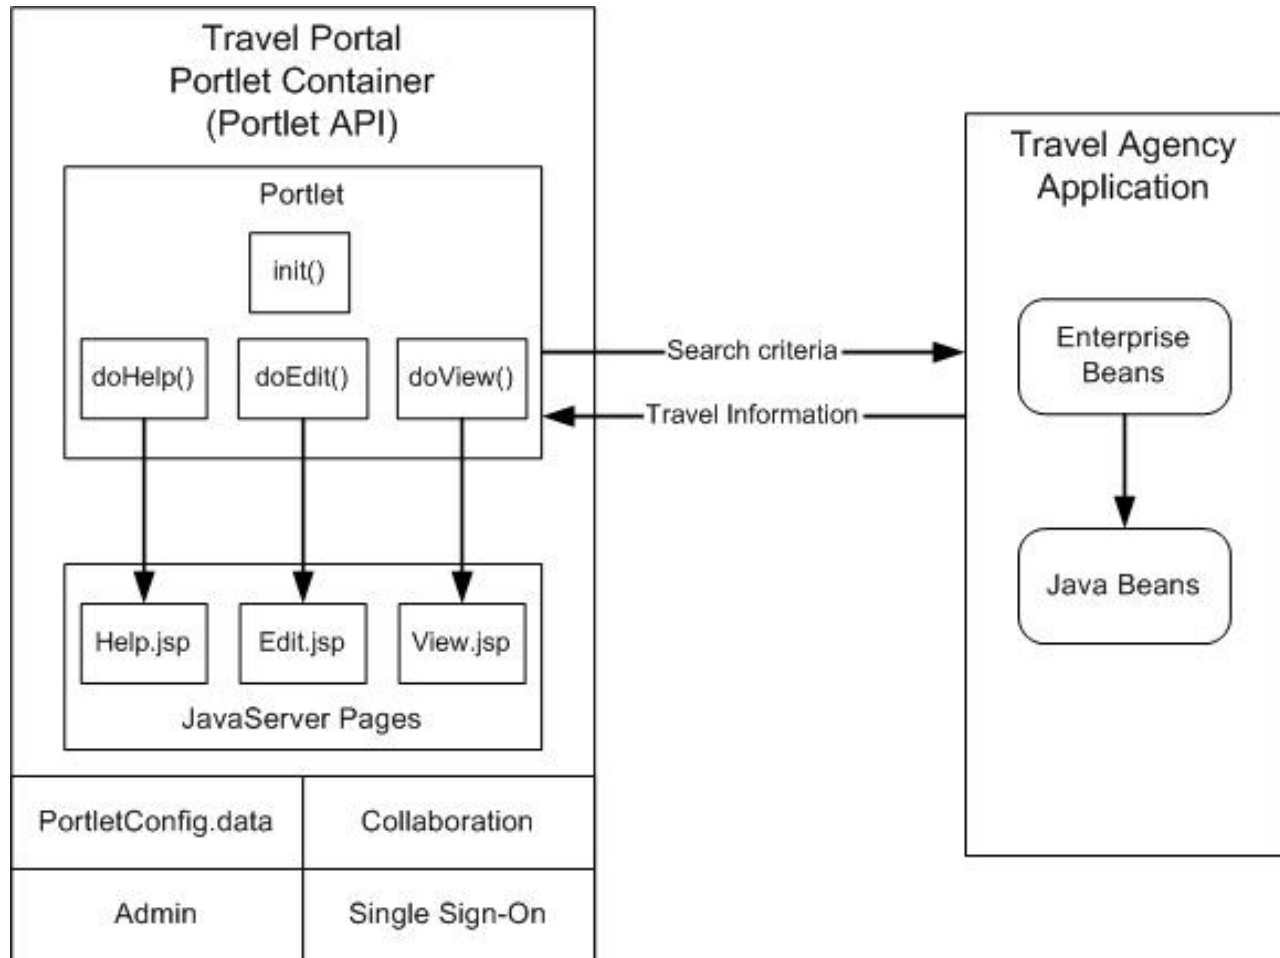 Travel Portal
Portlet Container
(Portlet API)
Portlet
init()
doHelp()
doEdit()
doView()
Help.jsp
Edit.jsp
View.jsp
JavaServer Pages
PortletConfig.data
Collaboration
Admin
Single Sign-On
Search criteria
Travel Information
Travel Agency
Application
Enterprise
Beans
Java Beans